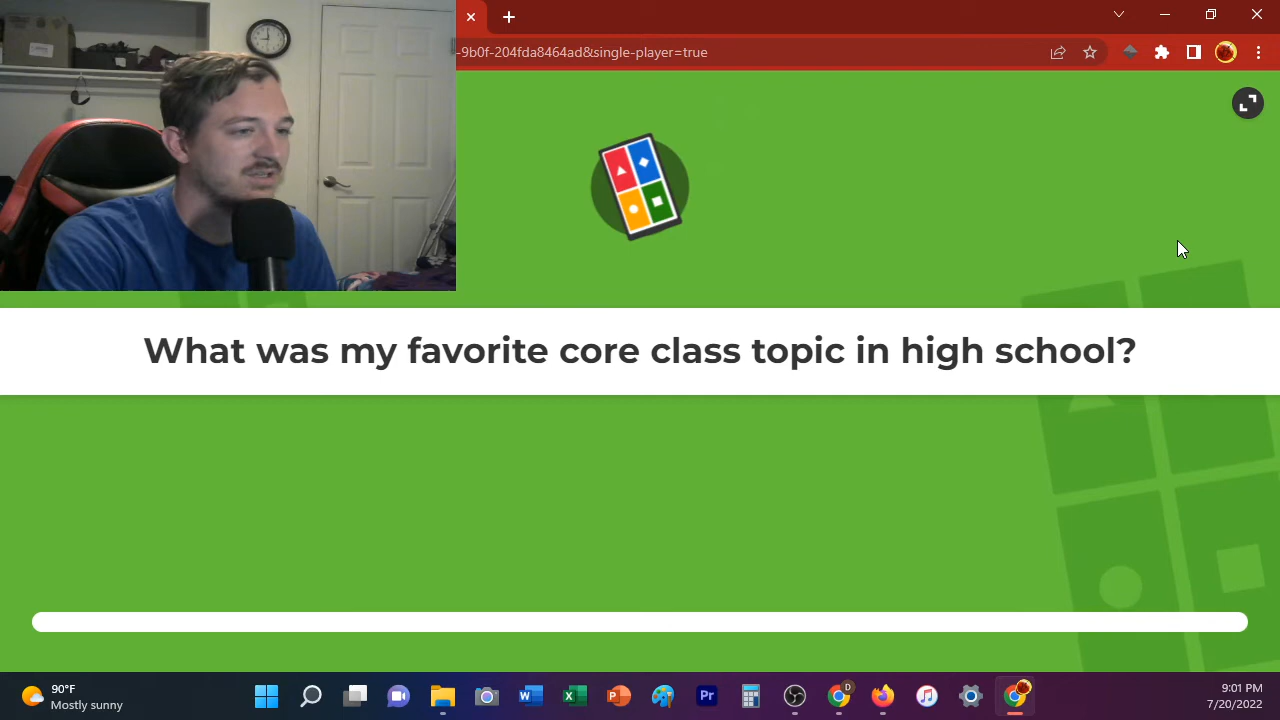 -9b0f-204fda8464ad&single-player=true
What was my favorite core class topic in high school?
90°F
Mostly sunny
W
X
P
Pr
D
9:01 PM
7/20/2022